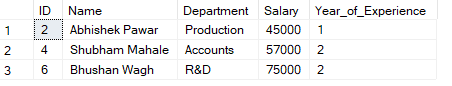 ID Name Department Salary Year_of_Experience
1 2 Abhishek Pawar Production 45000 1
2 4 Shubham Mahale Accounts 57000 2
3 6 Bhushan Wagh R&D 75000 2